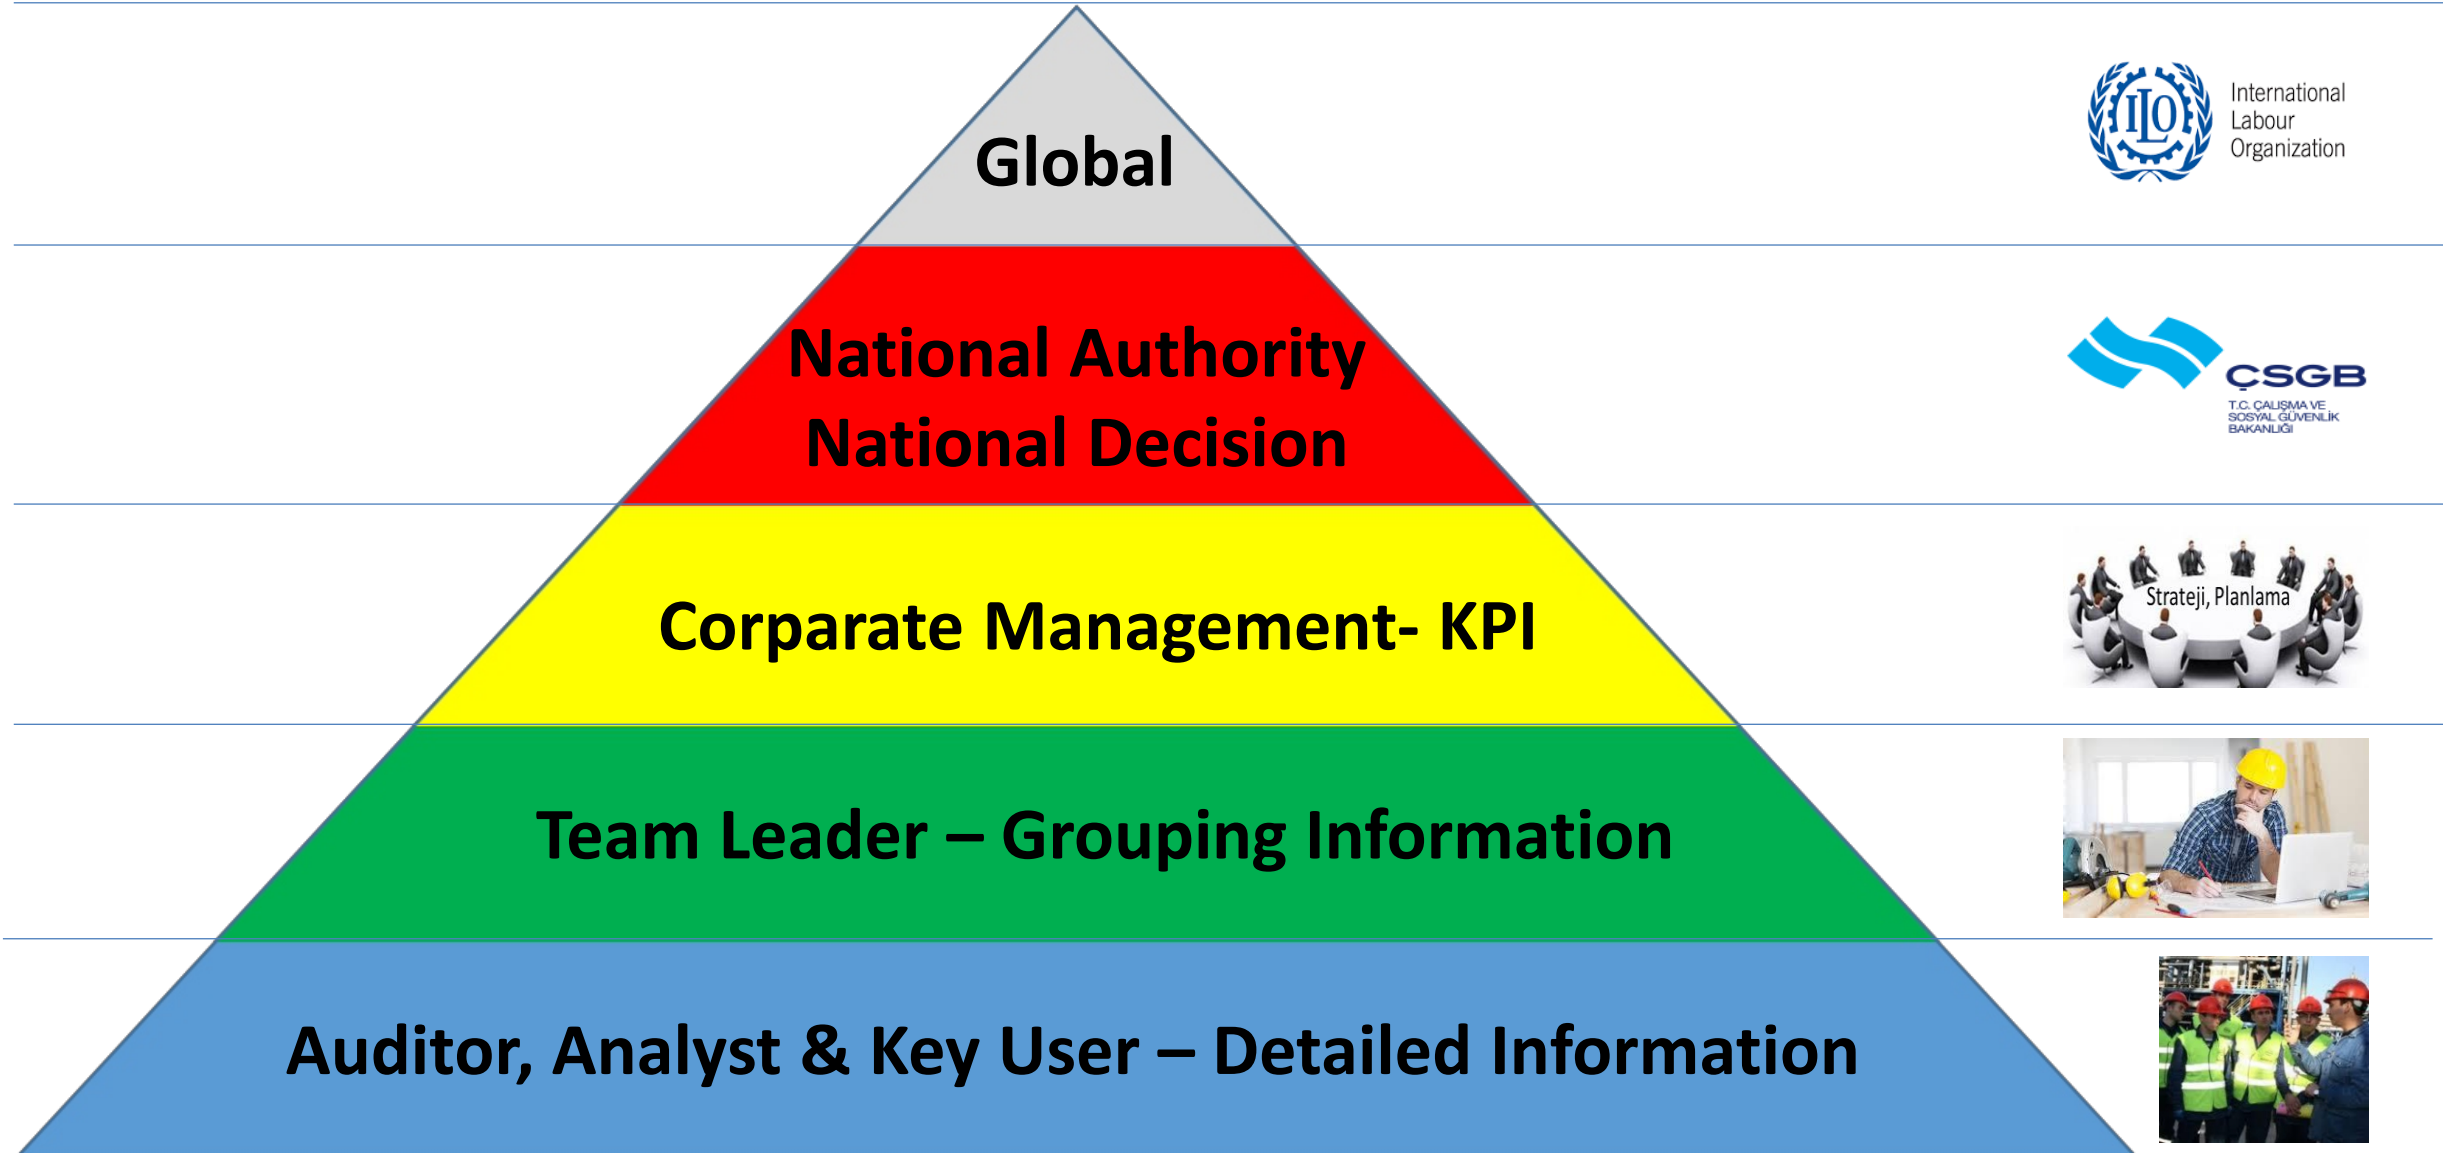 Global
ILO
International
Labour
Organization
National Authority
National Decision
ÇSGB
T.C. ÇALIŞMA VE
SOSYAL GÜVENLİK
BAKANLIĞI
Corparate Management- KPI
Strateji, Planlama
Team Leader – Grouping Information
Auditor, Analyst & Key User – Detailed Information